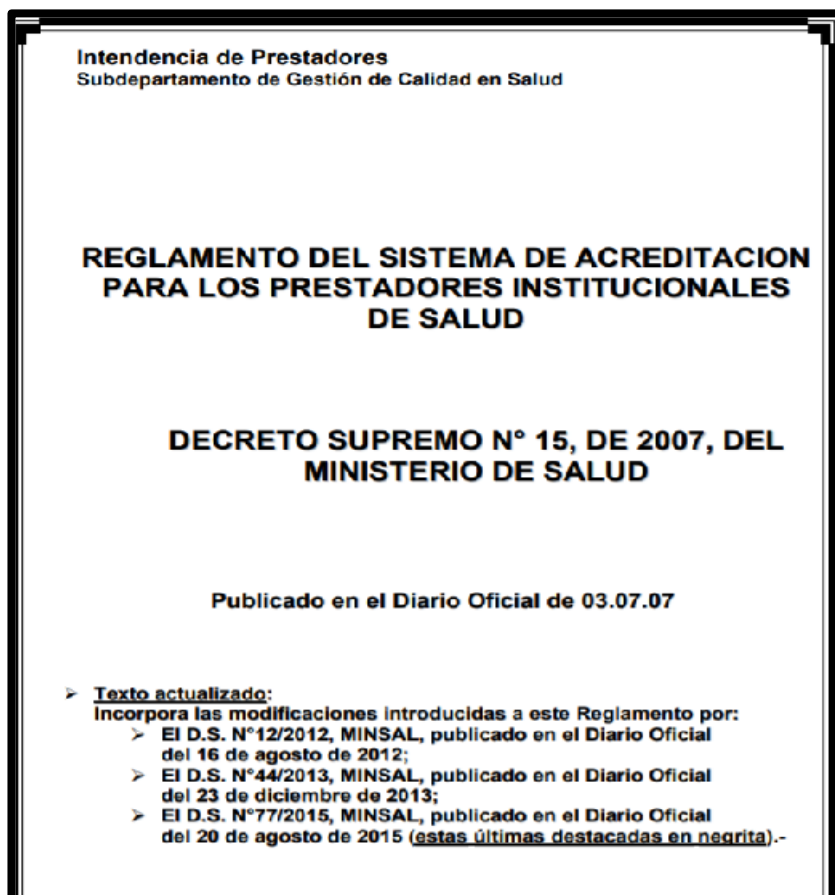 Intendencia de Prestadores
Subdepartamento de Gestión de Calidad en Salud
REGLAMENTO DEL SISTEMA DE ACREDITACION
PARA LOS PRESTADORES INSTITUCIONALES
DE SALUD
DECRETO SUPREMO N° 15, DE 2007, DEL
MINISTERIO DE SALUD
Publicado en el Diario Oficial de 03.07.07
➢ Texto actualizado:
Incorpora las modificaciones introducidas a este Reglamento por:
➢ El D.S. N°12/2012, MINSAL, publicado en el Diario Oficial
del 16 de agosto de 2012;
➢ El D.S. N°44/2013, MINSAL, publicado en el Diario Oficial
del 23 de diciembre de 2013;
➢ El D.S. N°77/2015, MINSAL, publicado en el Diario Oficial
del 20 de agosto de 2015 (estas últimas destacadas en negrita).-